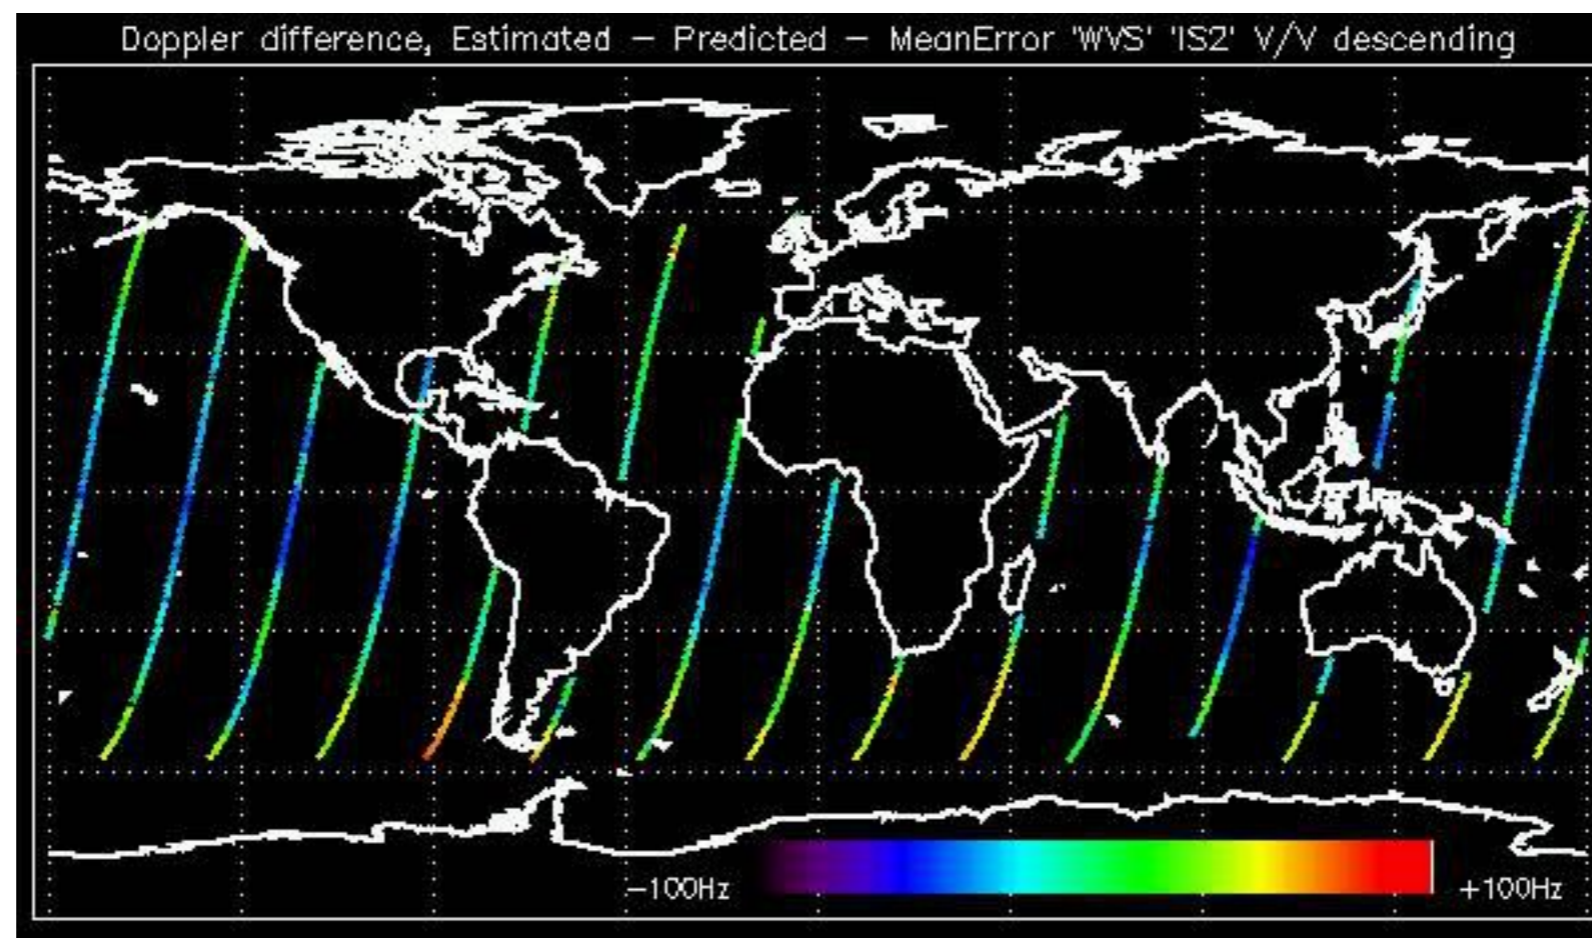 Doppler difference, Estimated − Predicted − MeanError 'WVS' 'IS2' V/V descending
−100Hz
+100Hz